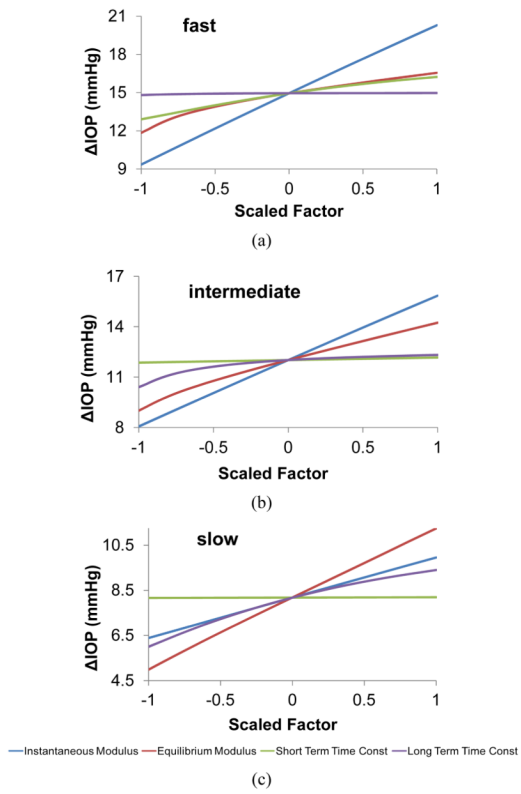 fast
ΔIOP (mmHg)
21
18
15
12
9
-1 -0.5 0 0.5 1
Scaled Factor
(a)
intermediate
ΔIOP (mmHg)
17
14
11
8
-1 -0.5 0 0.5 1
Scaled Factor
(b)
slow
ΔIOP (mmHg)
10.5
8.5
6.5
4.5
-1 -0.5 0 0.5 1
Scaled Factor
Instantaneous Modulus Equilibrium Modulus Short Term Time Const Long Term Time Const
(c)